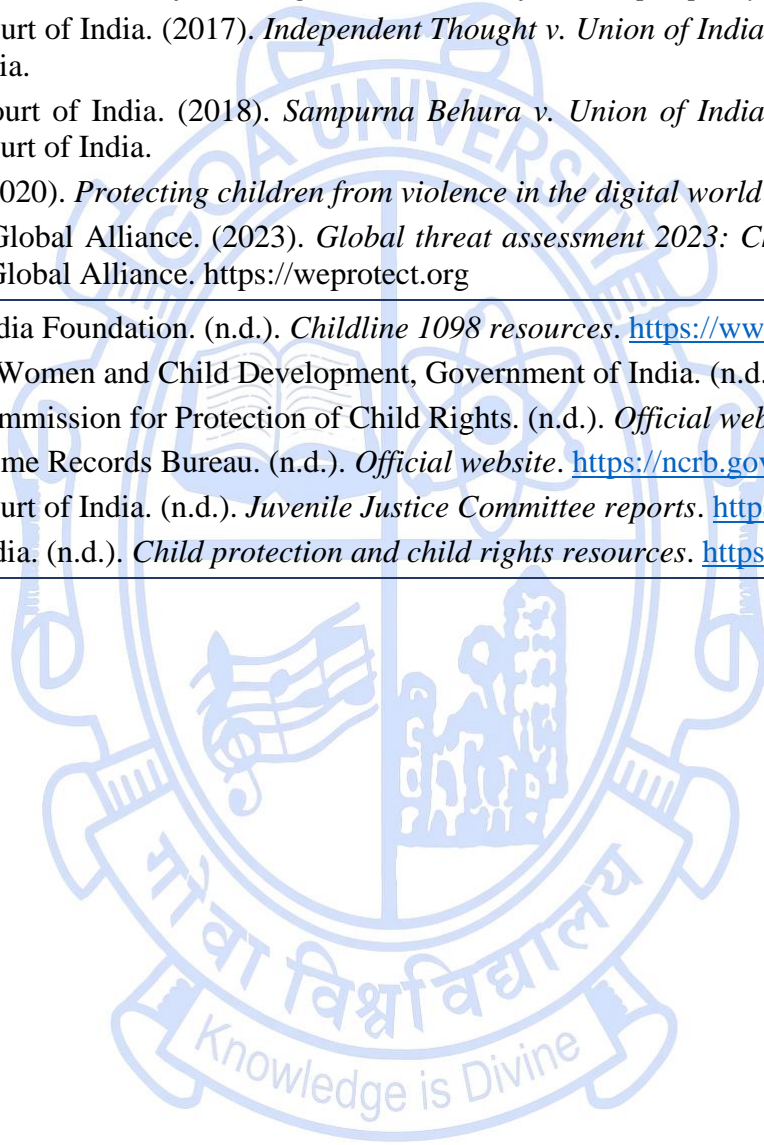 urt of India. (2017). Independent Thought v. Union of India
ia.
ourt of India. (2018). Sampurna Behura v. Union of India
urt of India.
020). Protecting children from violence in the digital world
Global Alliance. (2023). Global threat assessment 2023:
Global Alliance. https://weprotect.org
dia Foundation. (n.d.). Childline 1098 resources. https://ww
Women and Child Development, Government of India. (n.d.
mmission for Protection of Child Rights. (n.d.). Official web
ime Records Bureau. (n.d.). Official website. https://ncrb.gov
urt of India. (n.d.). Juvenile Justice Committee reports. http
dia. (n.d.). Child protection and child rights resources. https
GOA UNIVERSITY
गोंवा विश्वविद्यालय
Knowledge is Divine